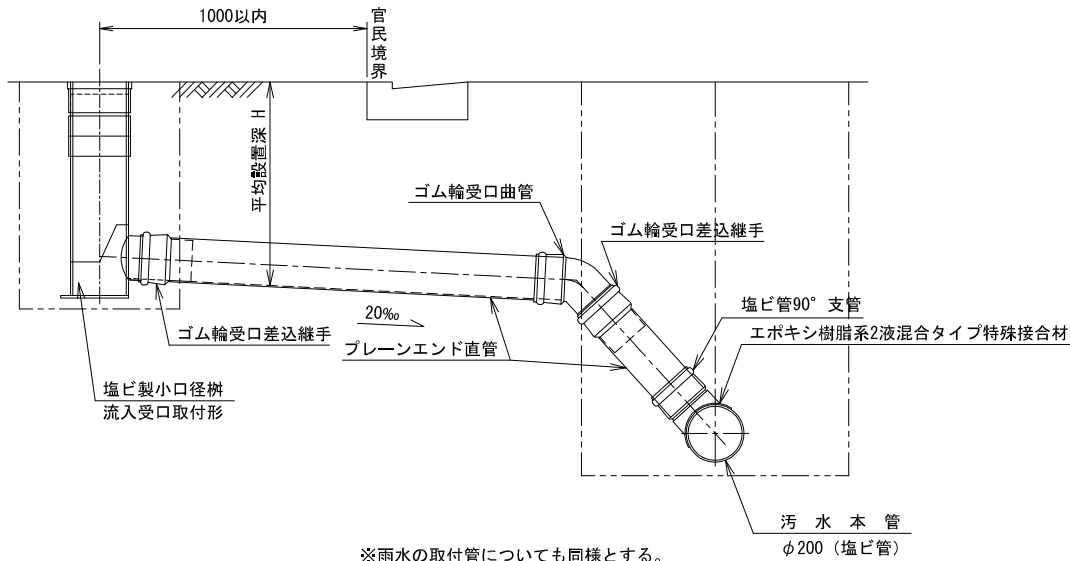 1000以内
官民境界
平均設置深 H
ゴム輪受口曲管
ゴム輪受口差込継手
塩ビ管90° 支管
エポキシ樹脂系2液混合タイプ特殊接合材
20‰
ゴム輪受口差込継手
プレーンエンド直管
塩ビ製小口径桝
流入受口取付形
汚 水 本 管
φ200（塩ビ管）
※雨水の取付管についても同様とする。